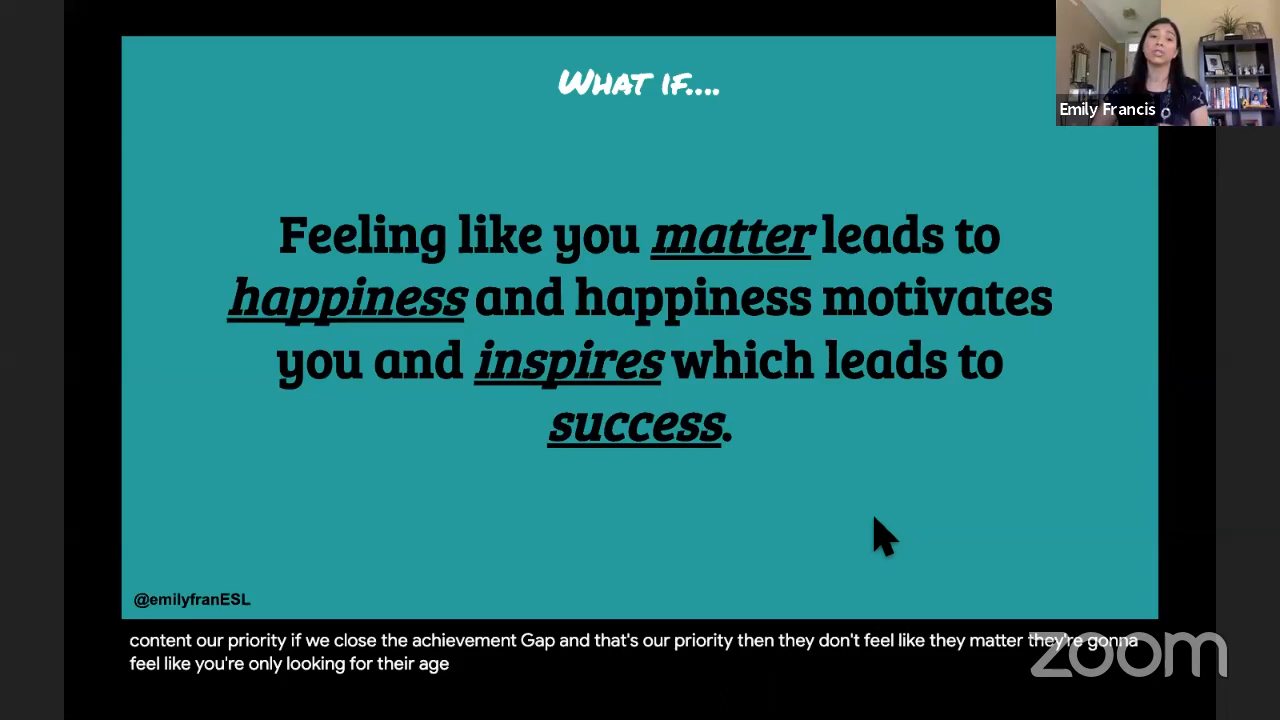 What if....
Emily Francis
Feeling like you matter leads to
happiness and happiness motivates
you and inspires which leads to
success.
@emilyfranESL
content our priority if we close the achievement Gap and that's our priority then they don't feel like they matter they're gonna
feel like you're only looking for their age
zoom